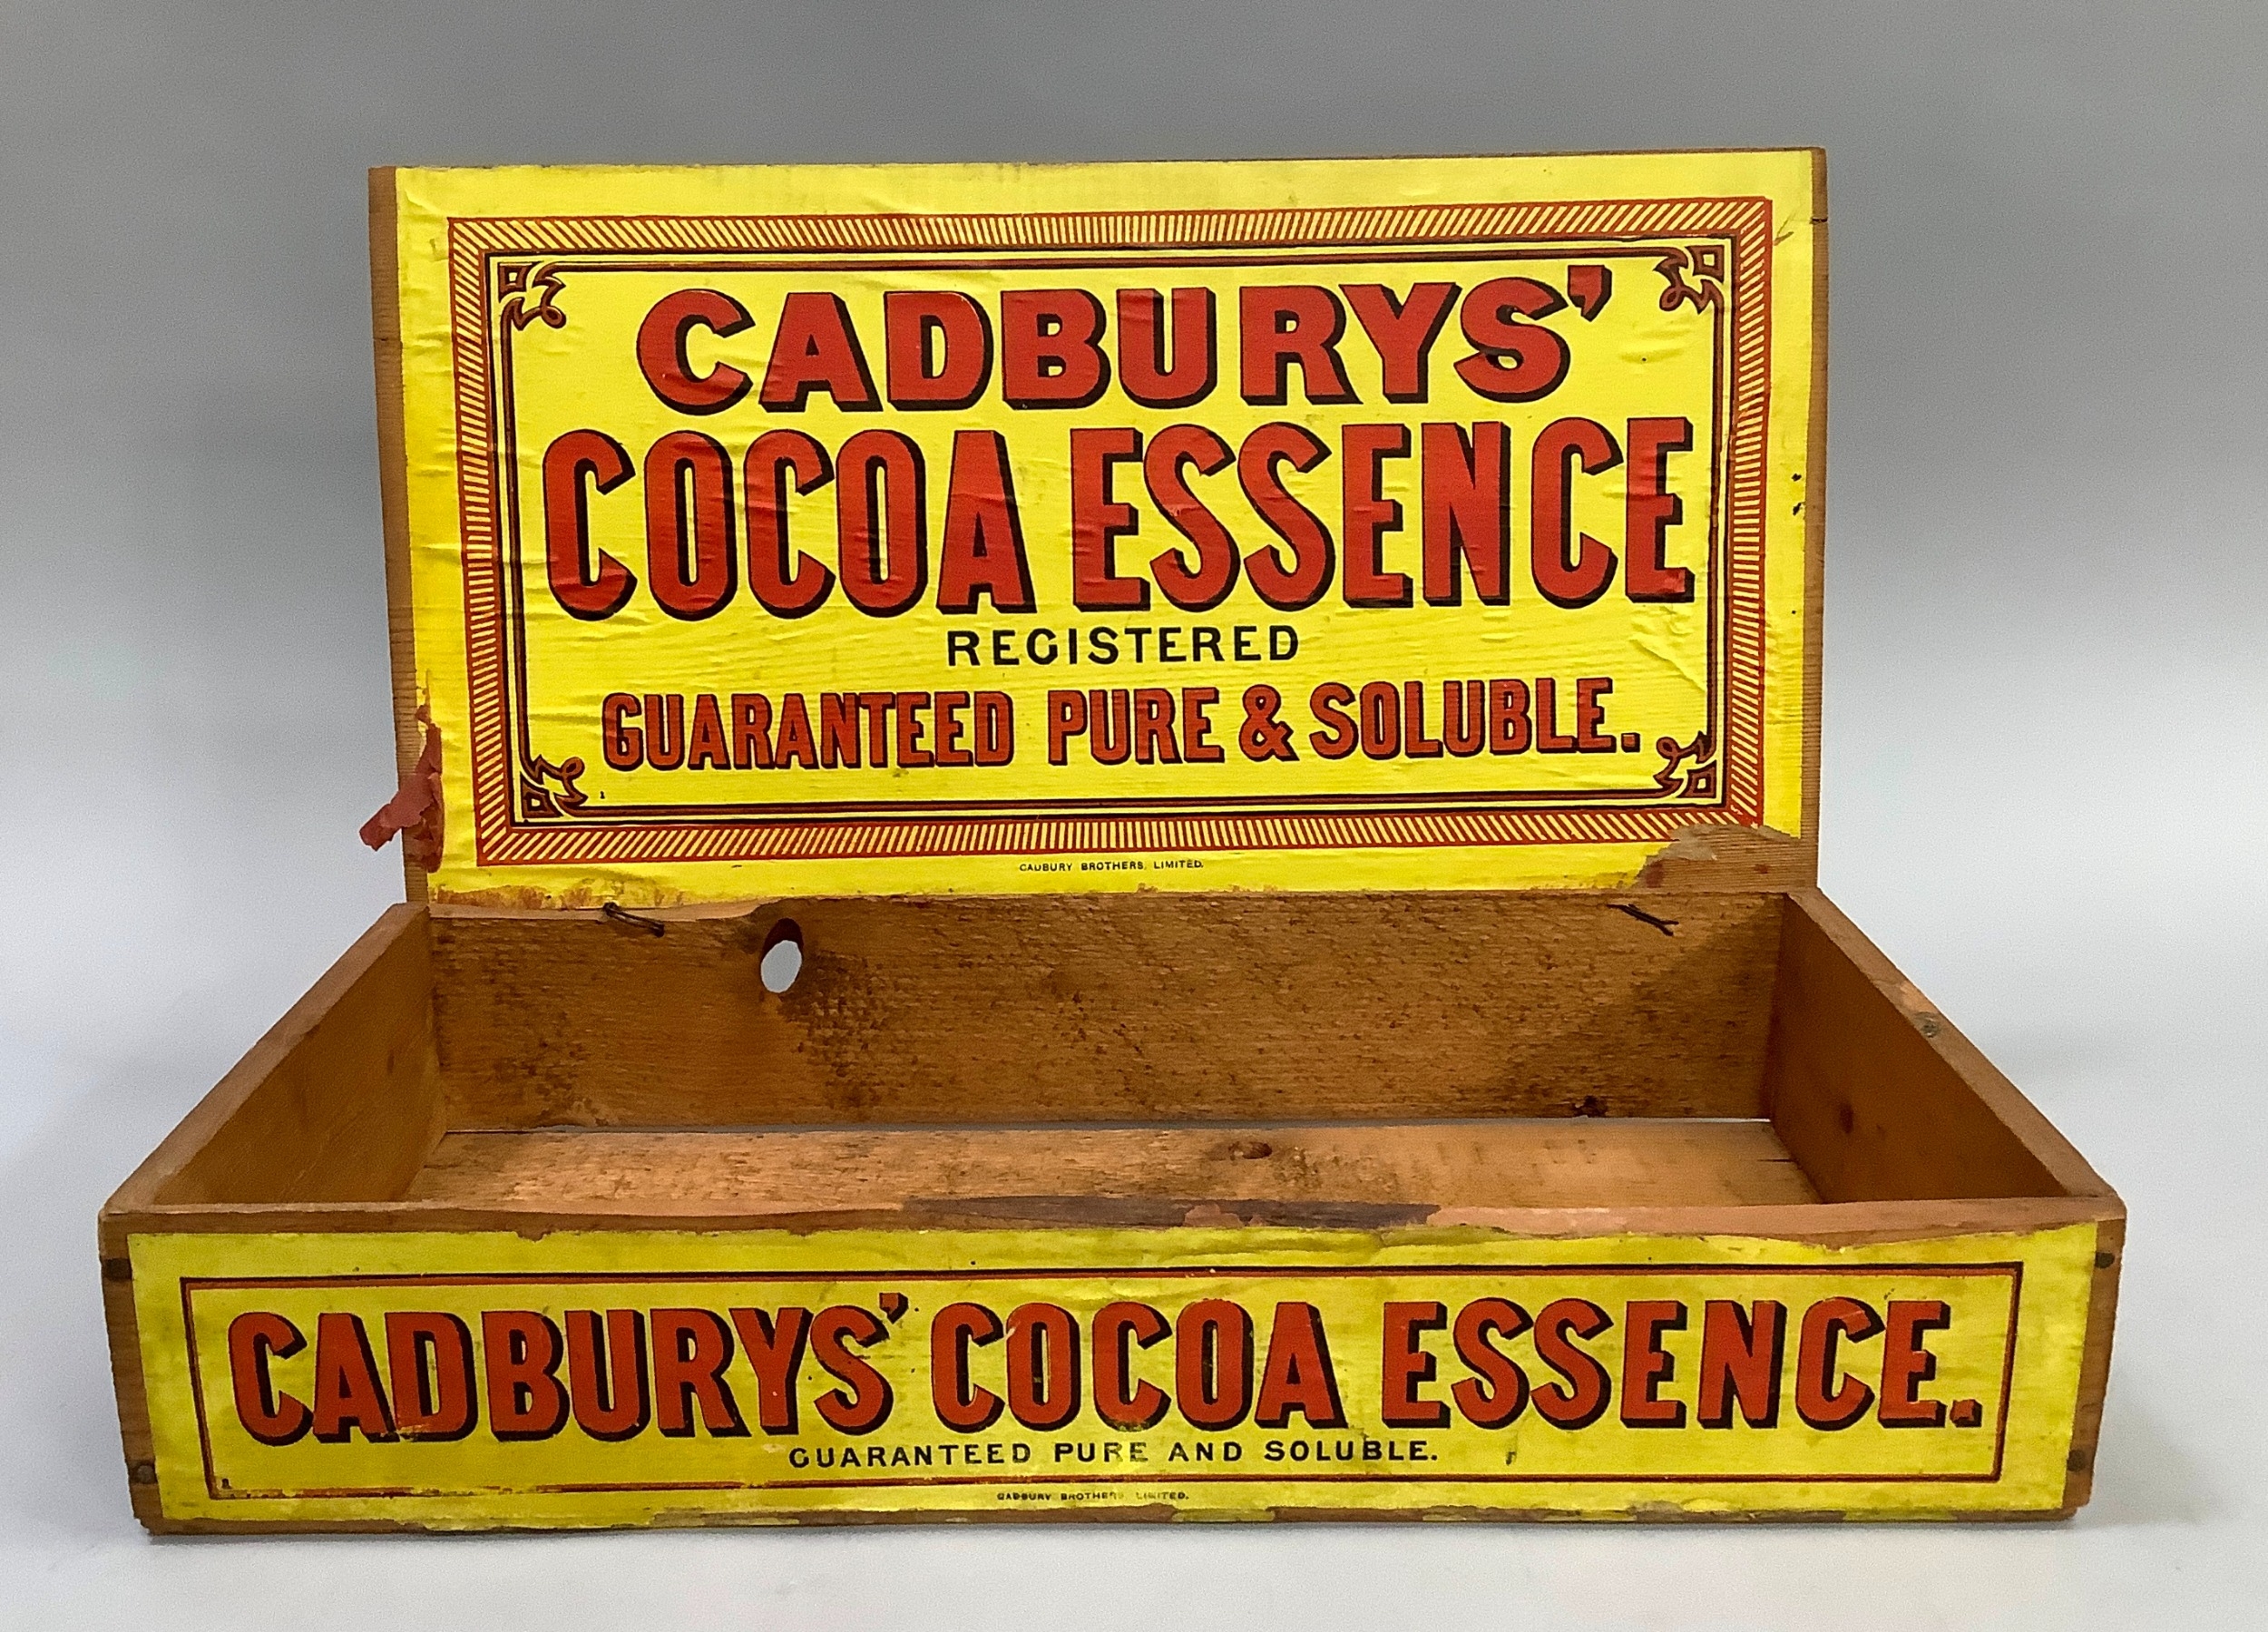 CADBURYS'
COCOA ESSENCE
REGISTERED
GUARANTEED PURE & SOLUBLE.
1
CADBURY BROTHERS, LIMITED.
CADBURYS' COCOA ESSENCE.
GUARANTEED PURE AND SOLUBLE.
CADBURY BROTHERS LIMITED.